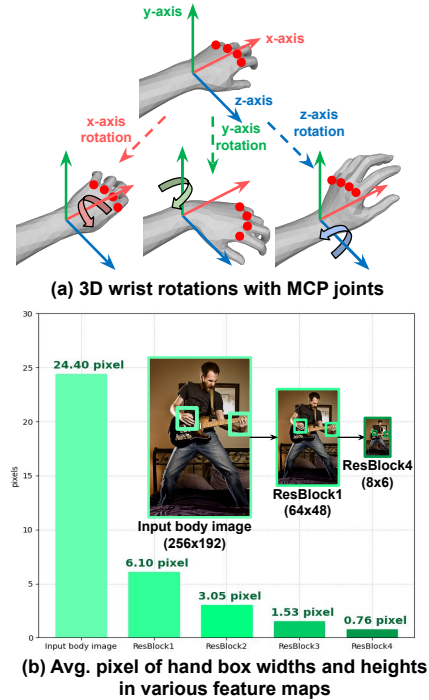 y-axis
x-axis
z-axis
x-axis
rotation
y-axis
rotation
z-axis
rotation
(a) 3D wrist rotations with MCP joints
30
25
20
15
10
5
0
pixels
24.40 pixel
6.10 pixel
3.05 pixel
1.53 pixel
0.76 pixel
Input body image
(256x192)
ResBlock1
(64x48)
ResBlock4
(8x6)
Input body image
ResBlock1
ResBlock2
ResBlock3
ResBlock4
(b) Avg. pixel of hand box widths and heights
in various feature maps